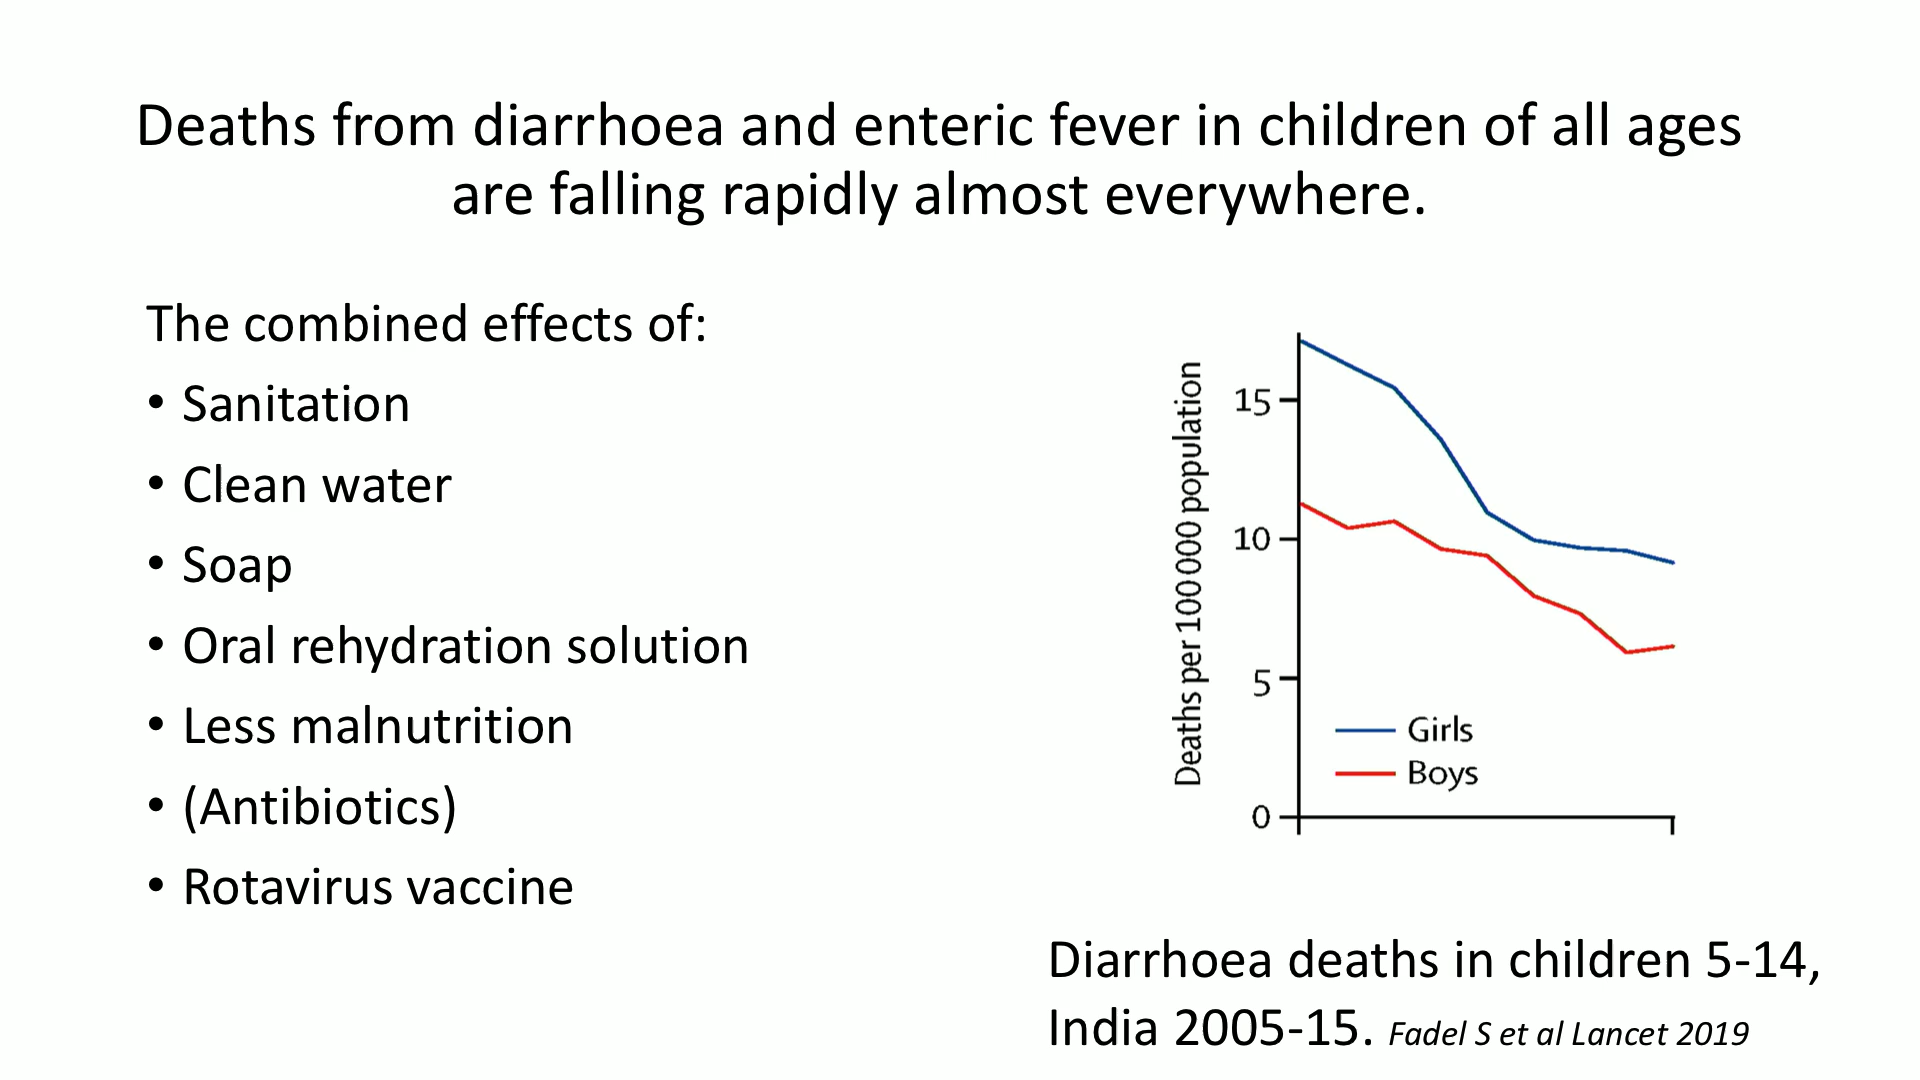 Deaths from diarrhoea and enteric fever in children of all ages
are falling rapidly almost everywhere.
The combined effects of:
• Sanitation
• Clean water
• Soap
• Oral rehydration solution
• Less malnutrition
• (Antibiotics)
• Rotavirus vaccine
Deaths per 100 000 population
15
10
5
0
Girls
Boys
Diarrhoea deaths in children 5-14,
India 2005-15. Fadel S et al Lancet 2019